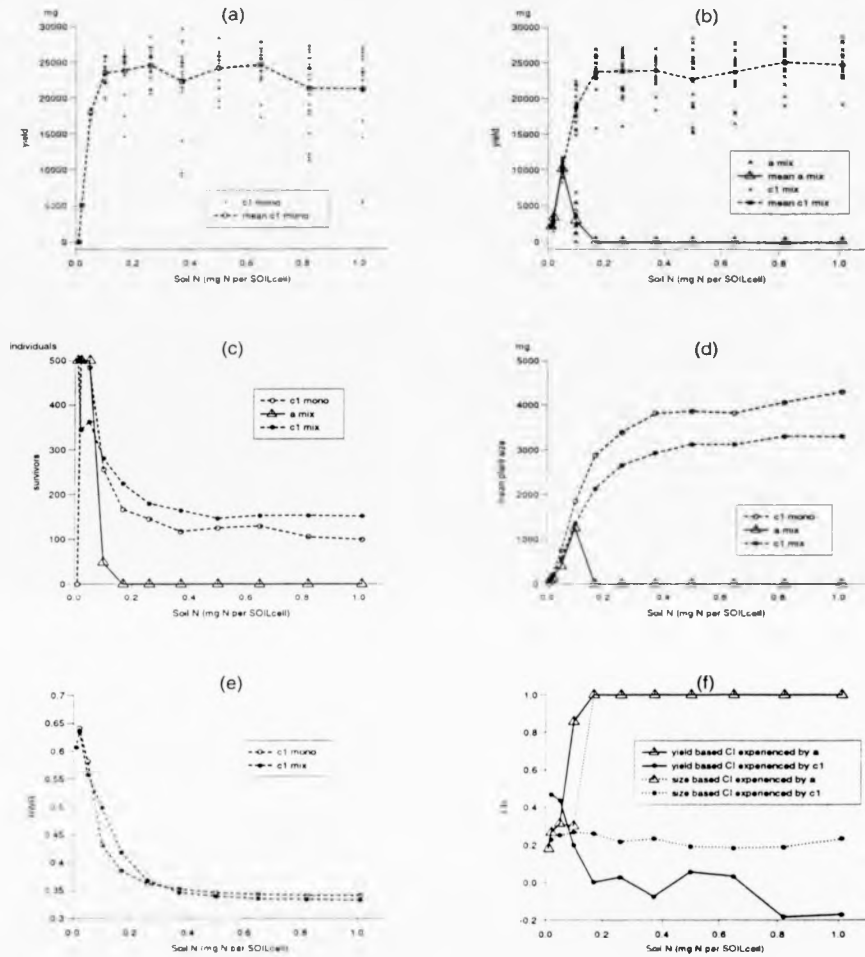 (a)
mg
30000
25000
20000
15000
10000
5000
0
yield
c1 mono
mean c1 mono
0.0 0.2 0.4 0.6 0.8 1.0
Soil N (mg N per SOILcell)
(b)
mg
30000
25000
20000
15000
10000
5000
0
yield
a mix
mean a mix
c1 mix
mean c1 mix
0.0 0.2 0.4 0.6 0.8 1.0
Soil N (mg N per SOILcell)
(c)
individuals
500
400
300
200
100
0
survivors
c1 mono
a mix
c1 mix
0.0 0.2 0.4 0.6 0.8 1.0
Soil N (mg N per SOILcell)
(d)
mg
5000
4000
3000
2000
1000
0
mean plant size
c1 mono
a mix
c1 mix
0.0 0.2 0.4 0.6 0.8 1.0
Soil N (mg N per SOILcell)
(e)
0.7
0.65
0.6
0.55
0.5
0.45
0.4
0.35
0.3
RWR
c1 mono
c1 mix
0.0 0.2 0.4 0.6 0.8 1.0
Soil N (mg N per SOILcell)
(f)
1.0
0.8
0.6
0.4
0.2
0.0
-0.2
yield based CI experienced by a
yield based CI experienced by c1
size based CI experienced by a
size based CI experienced by c1
0.0 0.2 0.4 0.6 0.8 1.0
Soil N (mg N per SOILcell)